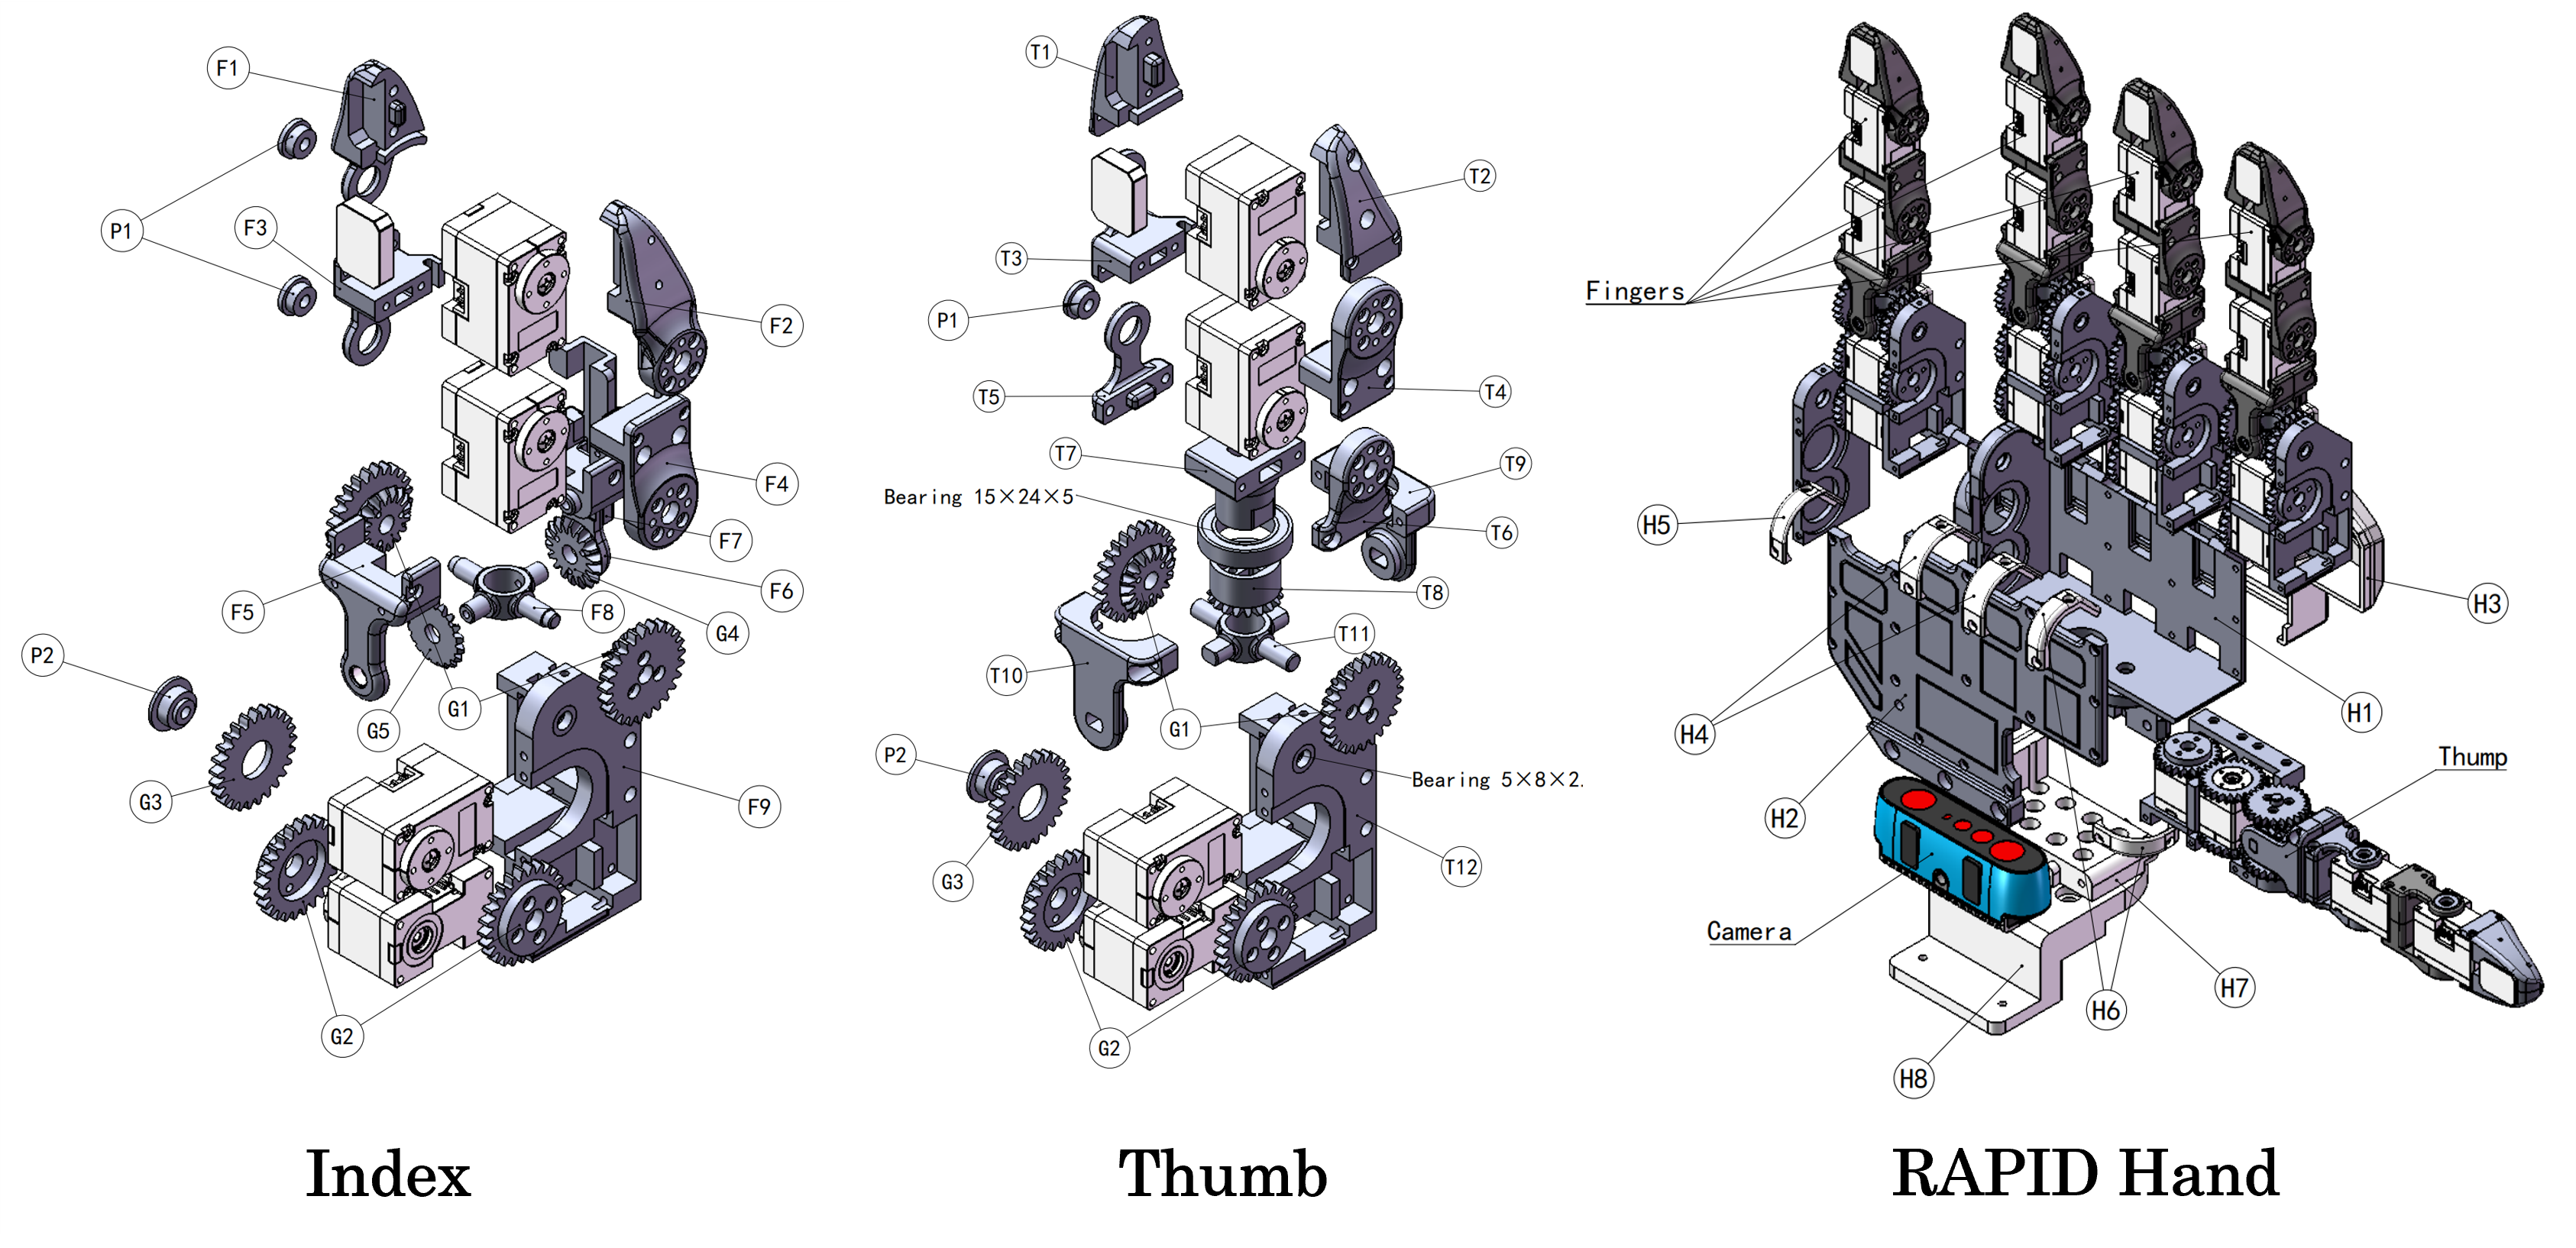 F1
P1
F3
F2
F4
F7
F6
F5
F8
G4
P2
G1
G5
G3
F9
G2
Index
T1
T2
T3
P1
T5
T4
T7
T9
Bearing 15×24×5
T6
T8
T11
T10
G1
P2
Bearing 5×8×2.
G3
T12
G2
Thumb
Fingers
H5
H3
H4
H1
Thump
H2
Camera
H7
H6
H8
RAPID Hand